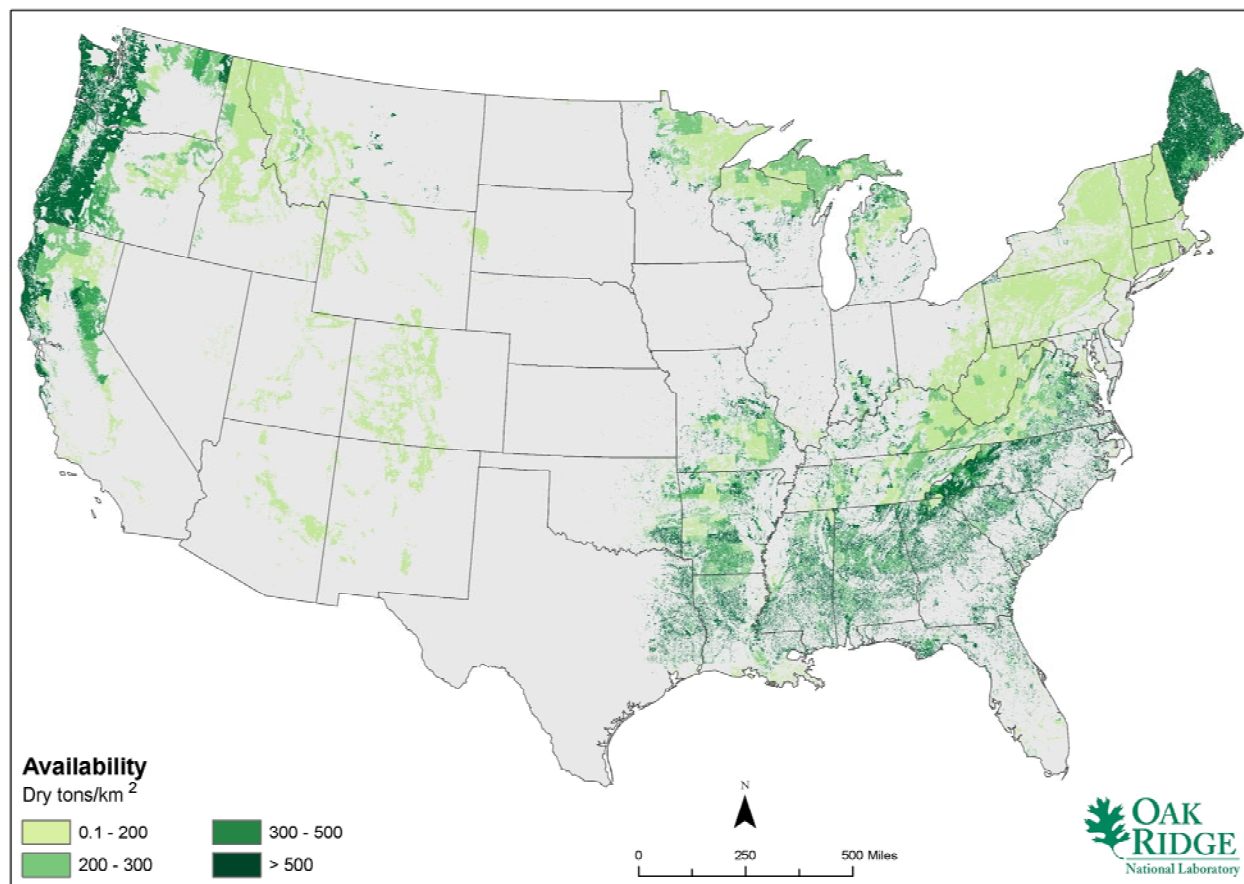 Availability
Dry tons/km 2
0.1 - 200
300 - 500
200 - 300
> 500
N
0 250 500 Miles
OAK
RIDGE
National Laboratory